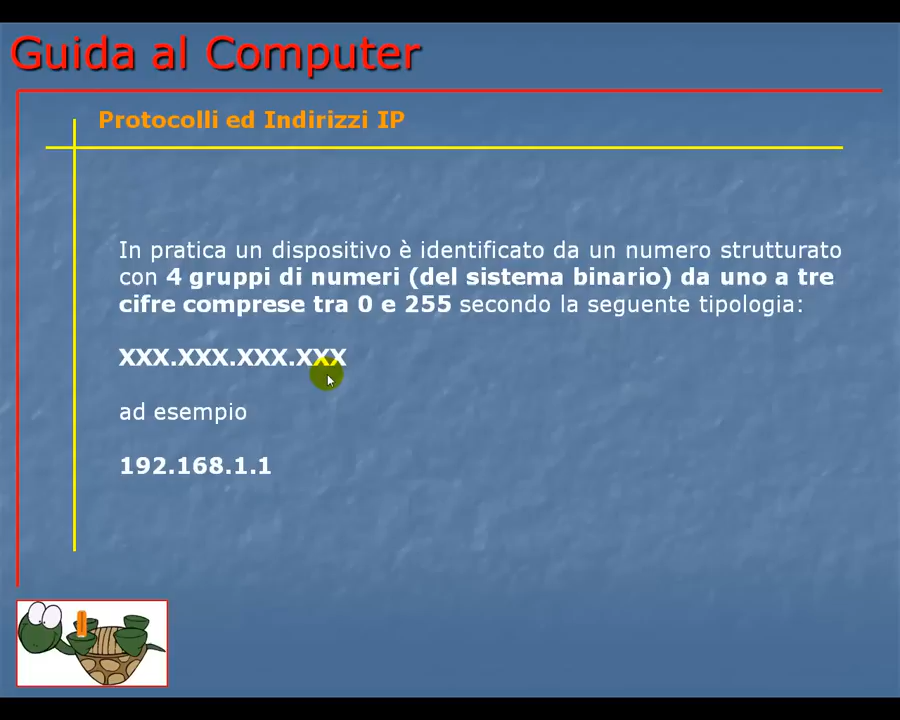 Guida al Computer
Protocolli ed Indirizzi IP
In pratica un dispositivo è identificato da un numero strutturato
con 4 gruppi di numeri (del sistema binario) da uno a tre
cifre comprese tra 0 e 255 secondo la seguente tipologia:
XXX.XXX.XXX.XXX
ad esempio
192.168.1.1